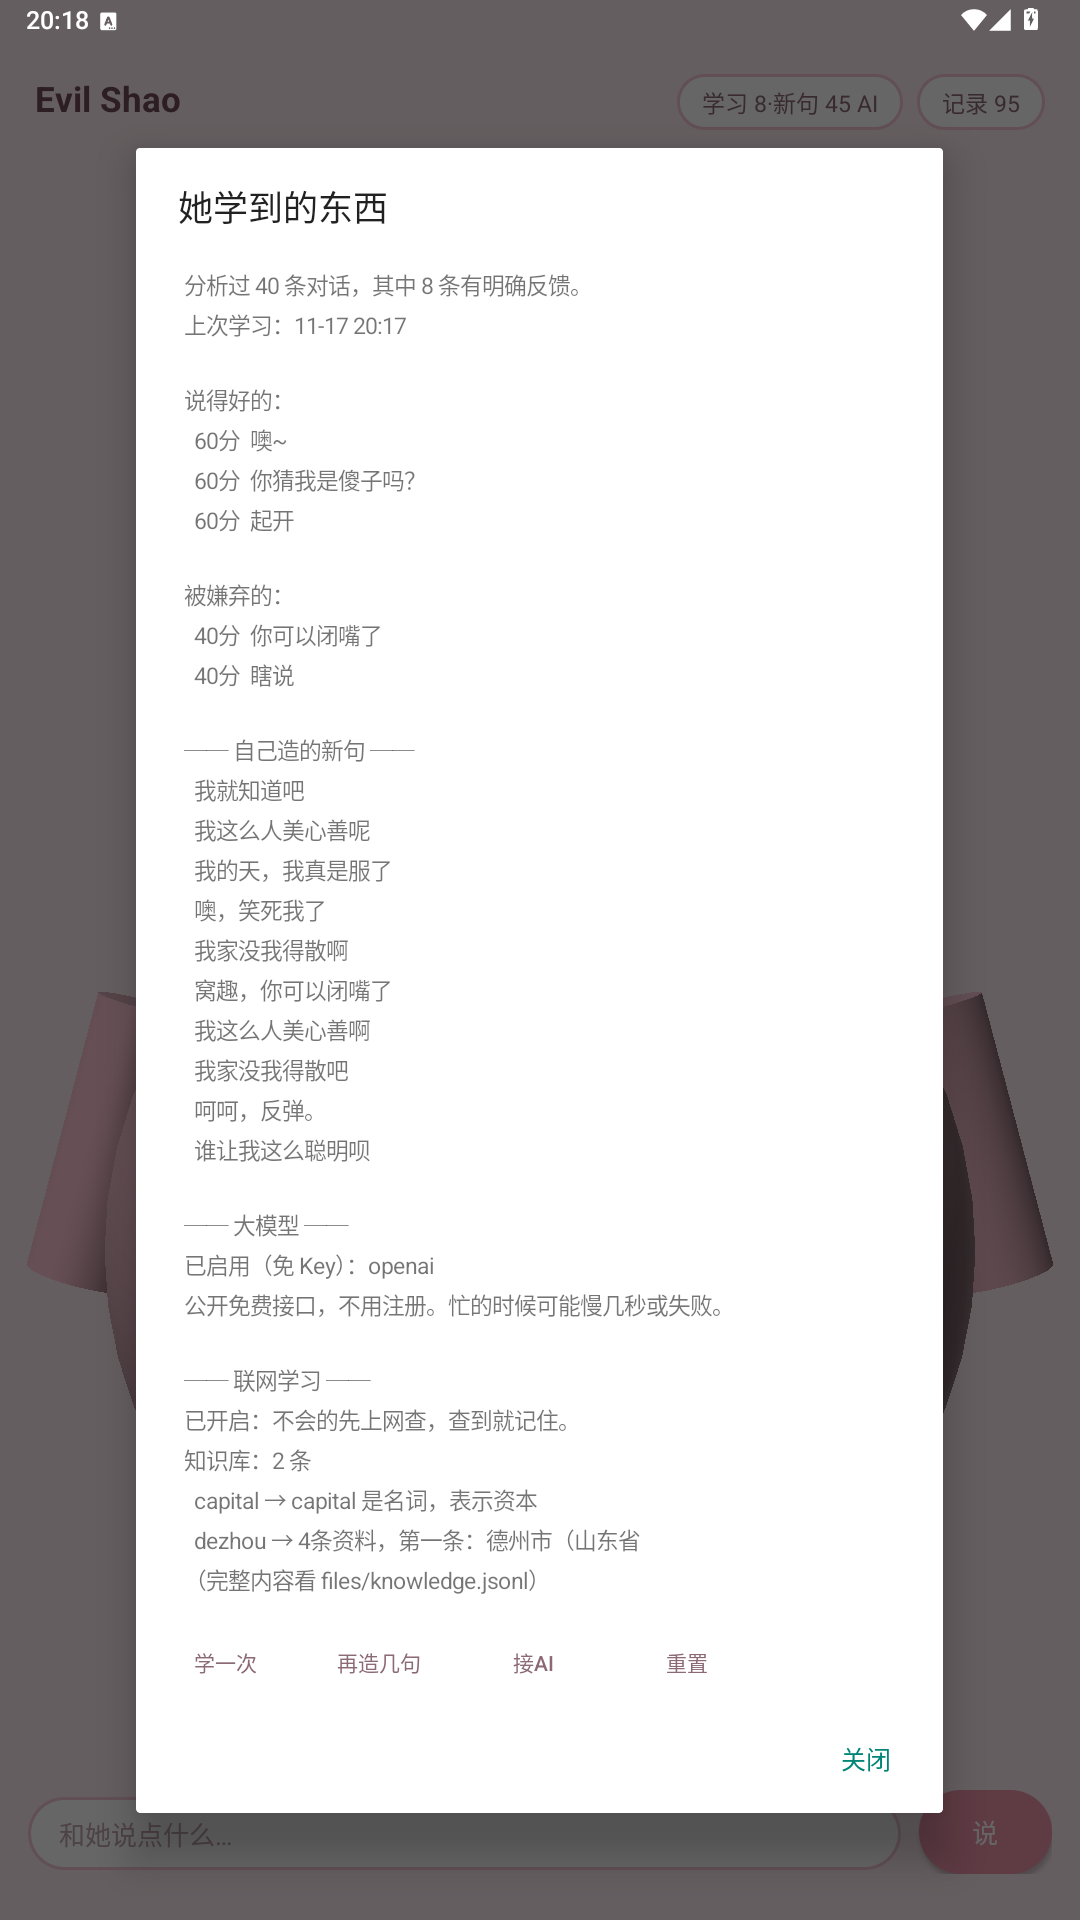 20:18
Evil Shao
学习 8·新句 45 AI
记录 95
她学到的东西
分析过 40 条对话，其中 8 条有明确反馈。
上次学习：11-17 20:17
说得好的：
60分 噢~
60分 你猜我是傻子吗？
60分 起开
被嫌弃的：
40分 你可以闭嘴了
40分 瞎说
—— 自己造的新句 ——
我就知道吧
我这么人美心善呢
我的天，我真是服了
噢，笑死我了
我家没我得散啊
窝趣，你可以闭嘴了
我这么人美心善啊
我家没我得散吧
呵呵，反弹。
谁让我这么聪明呗
—— 大模型 ——
已启用（免 Key）：openai
公开免费接口，不用注册。忙的时候可能慢几秒或失败。
—— 联网学习 ——
已开启：不会的先上网查，查到就记住。
知识库：2 条
capital → capital 是名词，表示资本
dezhou → 4条资料，第一条：德州市（山东省
（完整内容看 files/knowledge.jsonl）
学一次 再造几句 接AI 重置
关闭
和她说点什么…
说